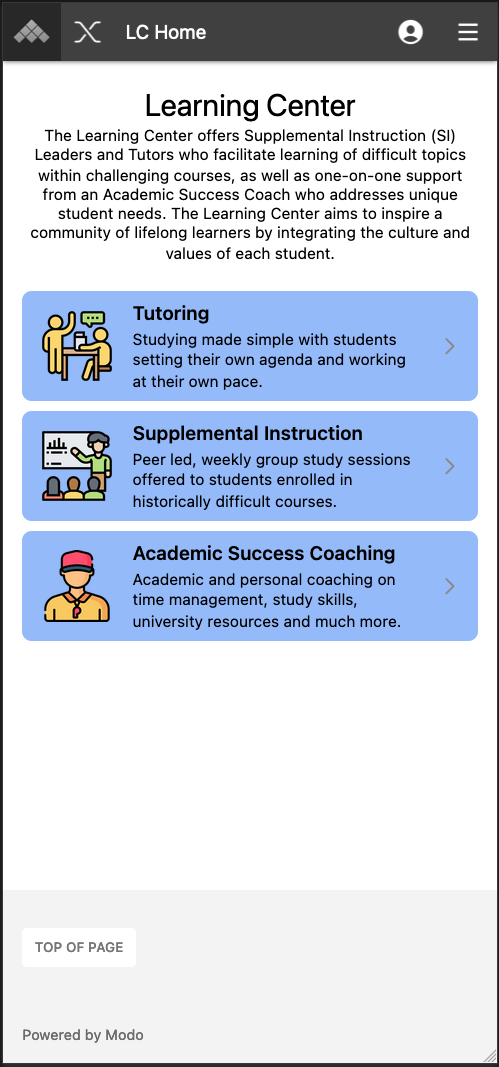 LC Home
Learning Center
The Learning Center offers Supplemental Instruction (SI)
Leaders and Tutors who facilitate learning of difficult topics
within challenging courses, as well as one-on-one support
from an Academic Success Coach who addresses unique
student needs. The Learning Center aims to inspire a
community of lifelong learners by integrating the culture and
values of each student.
Tutoring
Studying made simple with students
setting their own agenda and working
at their own pace.
Supplemental Instruction
Peer led, weekly group study sessions
offered to students enrolled in
historically difficult courses.
Academic Success Coaching
Academic and personal coaching on
time management, study skills,
university resources and much more.
TOP OF PAGE
Powered by Modo